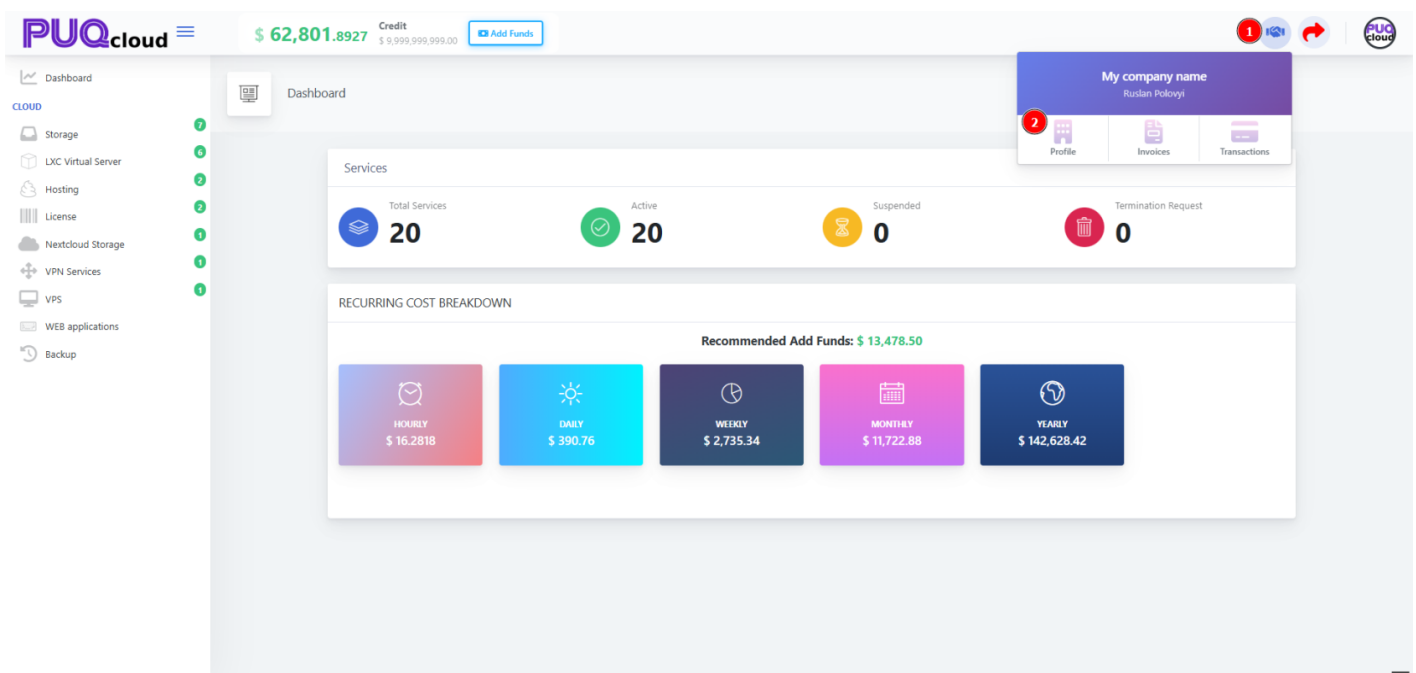 PUQcloud
$ 62,801.8927
Credit
$ 9,999,999,999.00
Add Funds
1
PUQ
cloud
My company name
Ruslan Polovyi
2
Profile
Invoices
Transactions
Dashboard
CLOUD
Storage 7
LXC Virtual Server 6
Hosting 2
License 2
Nextcloud Storage 1
VPN Services 1
VPS 1
WEB applications
Backup
Dashboard
Services
Total Services
20
Active
20
Suspended
0
Termination Request
0
RECURRING COST BREAKDOWN
Recommended Add Funds: $ 13,478.50
HOURLY
$ 16.2818
DAILY
$ 390.76
WEEKLY
$ 2,735.34
MONTHLY
$ 11,722.88
YEARLY
$ 142,628.42